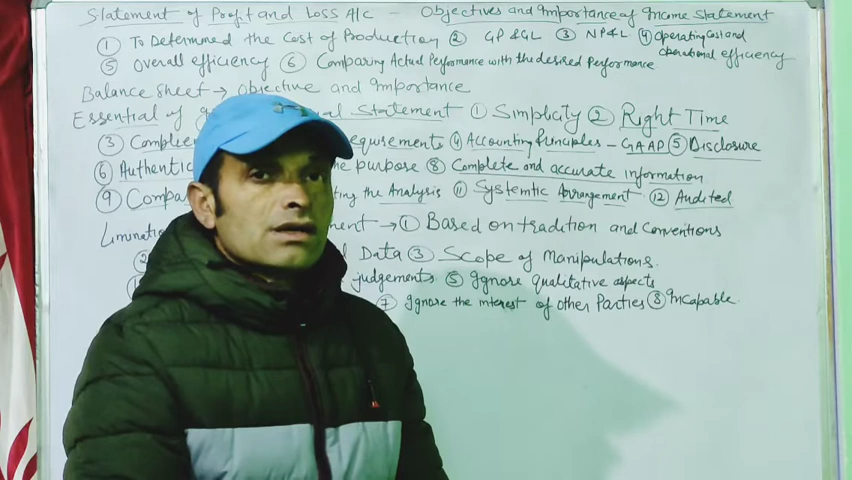 Statement of Profit and Loss A/c - Objectives and Importance of Income Statement
① To Determined the Cost of Production ② GP & GL ③ NP & L ④ Operating Cost and operational efficiency
⑤ Overall efficiency ⑥ Comparing Actual Performance with the desired Performance
Balance Sheet → objective and importance
Essential of Statement ① Simplicity ② Right Time
③ requirements ④ Accounting Principles - GAAP ⑤ Disclosure
⑥ purpose ⑧ Complete and accurate information
⑨ the Analysis ⑪ Systemtic Arrangement ⑫ Audited
→ ① Based on tradition and Conventions
② Data ③ Scope of Manipulations.
judgements ⑤ Ignore qualitative aspects
⑦ Ignore the interest of other Parties ⑧ Incapable.